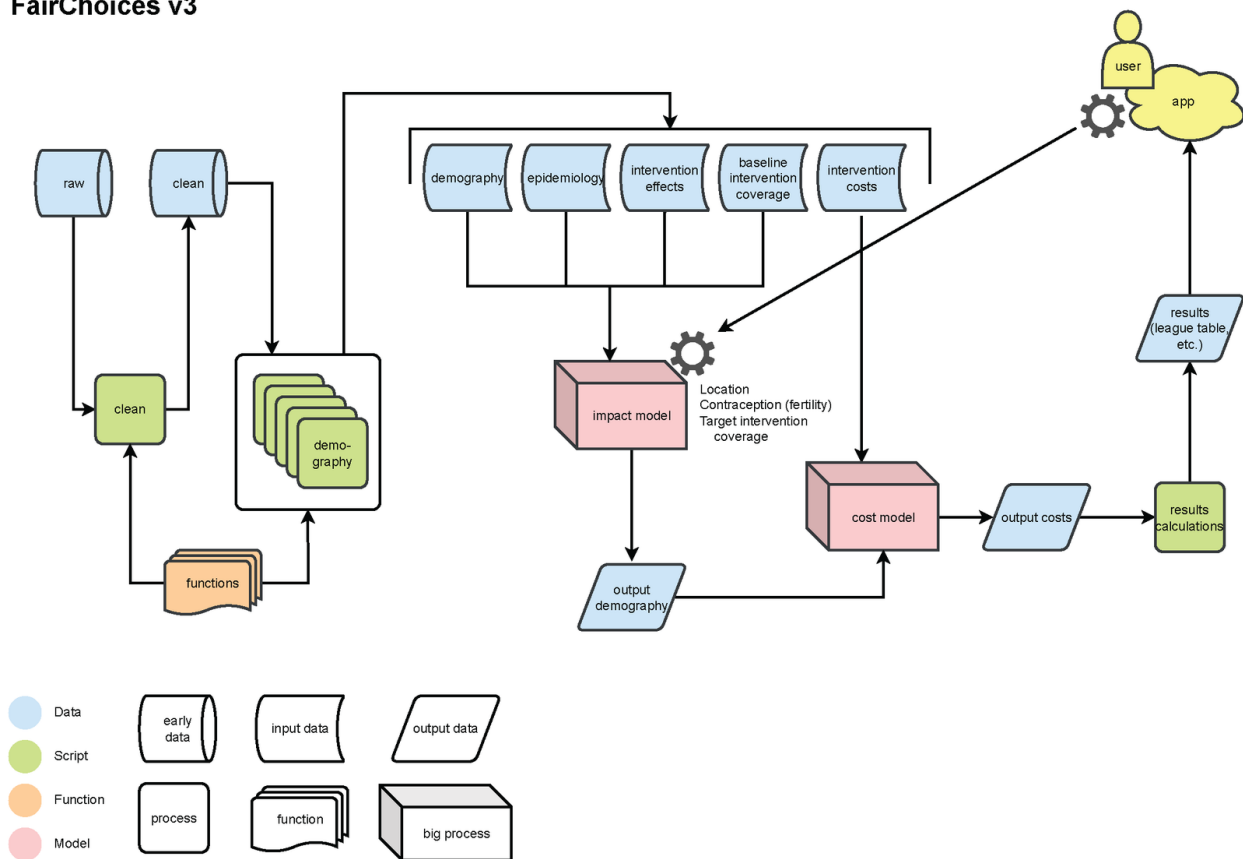 FairChoices v3
user
app
raw
clean
demography
epidemiology
intervention
effects
baseline
intervention
coverage
intervention
costs
results
(league table,
etc.)
clean
demo-
graphy
impact model
Location
Contraception (fertility)
Target intervention
coverage
cost model
output costs
results
calculations
functions
output
demography
Data
early
data
input data
output data
Script
Function
process
function
big process
Model